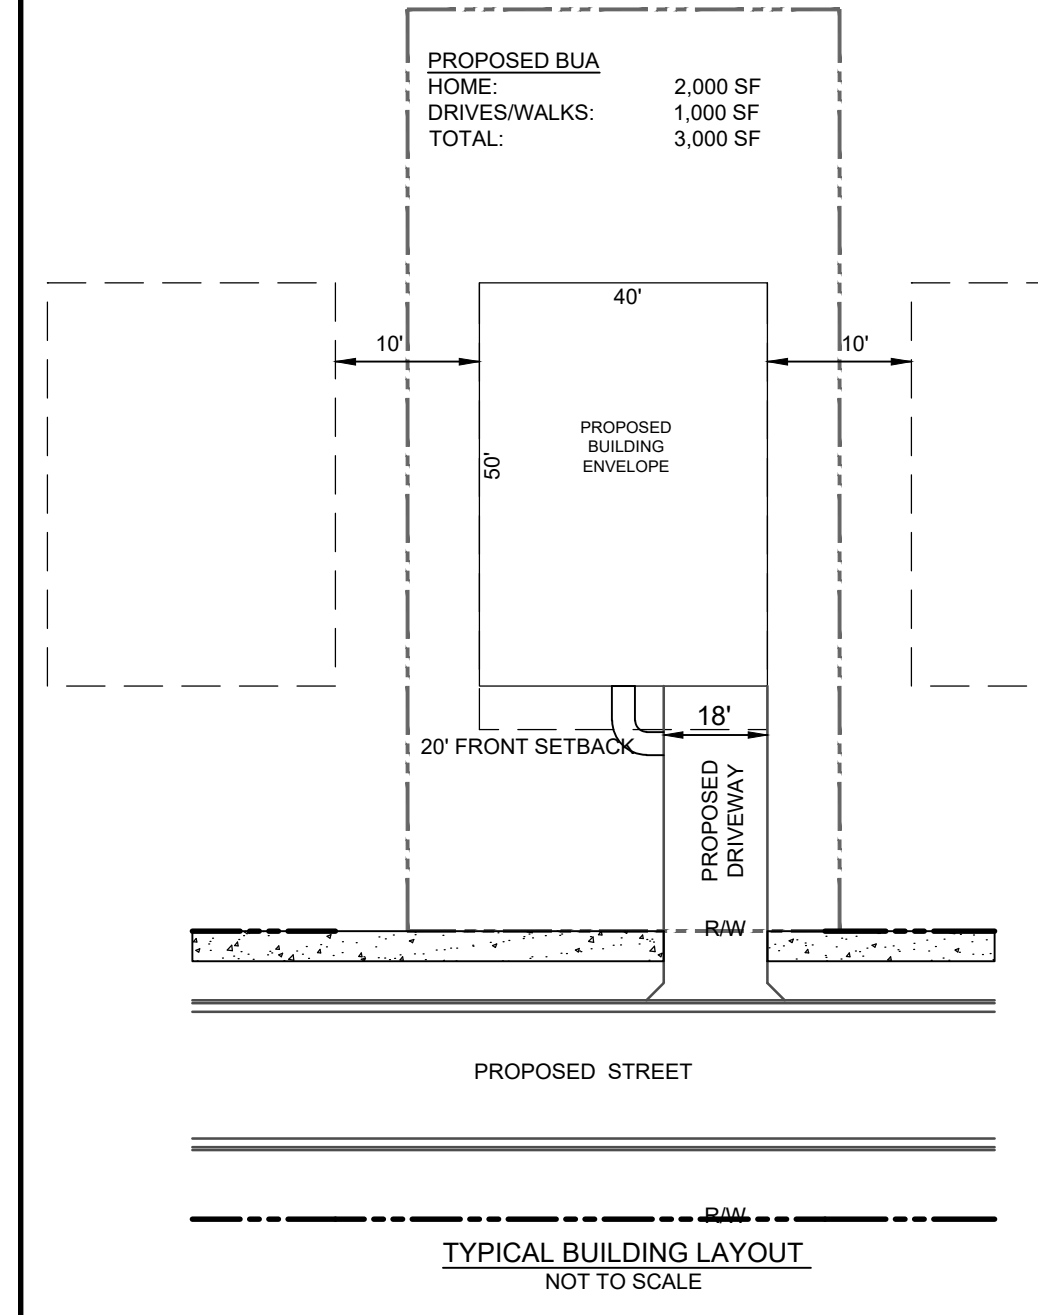 PROPOSED BUA
HOME: 2,000 SF
DRIVES/WALKS: 1,000 SF
TOTAL: 3,000 SF
40'
10'
10'
PROPOSED
BUILDING
ENVELOPE
50'
18'
20' FRONT SETBACK
PROPOSED
DRIVEWAY
R/W
PROPOSED STREET
R/W
TYPICAL BUILDING LAYOUT
NOT TO SCALE